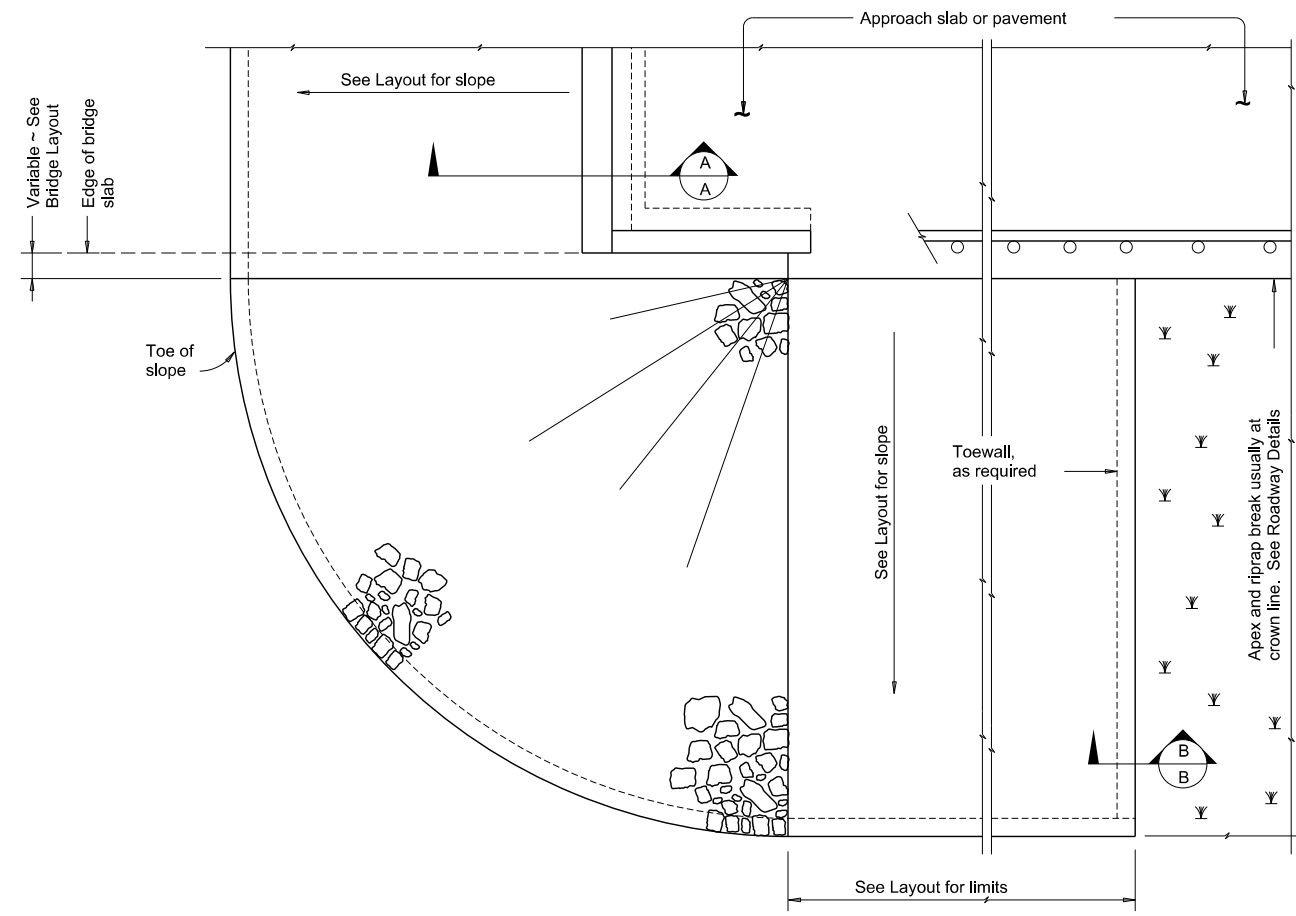 Approach slab or pavement
See Layout for slope
Variable ~ See
Bridge Layout
Edge of bridge
slab
A
A
Toe of
slope
See Layout for slope
Toewall,
as required
Apex and riprap break usually at
crown line. See Roadway Details
B
B
See Layout for limits